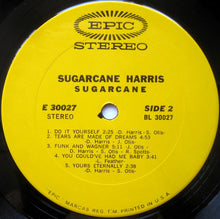 EPIC
STEREO
SUGARCANE HARRIS
SUGARCANE
E 30027 SIDE 2
STEREO BL 30027
1. DO IT YOURSELF 2:25 D. Harris - S. Otis
2. TEARS ARE MADE OF DREAMS 4:53
D. Harris - J. Otis
3. FUNK AND WAGNER 5:11 J. Otis -
S. Otis - D. Harris - R. Spotts
4. YOU COULD'VE HAD ME BABY 3:41
L. Feather
5. YOURS ETERNALLY 2:38
D. Harris - S. Otis
EPIC, MARCAS REG. T.M. PRINTED IN U.S.A.